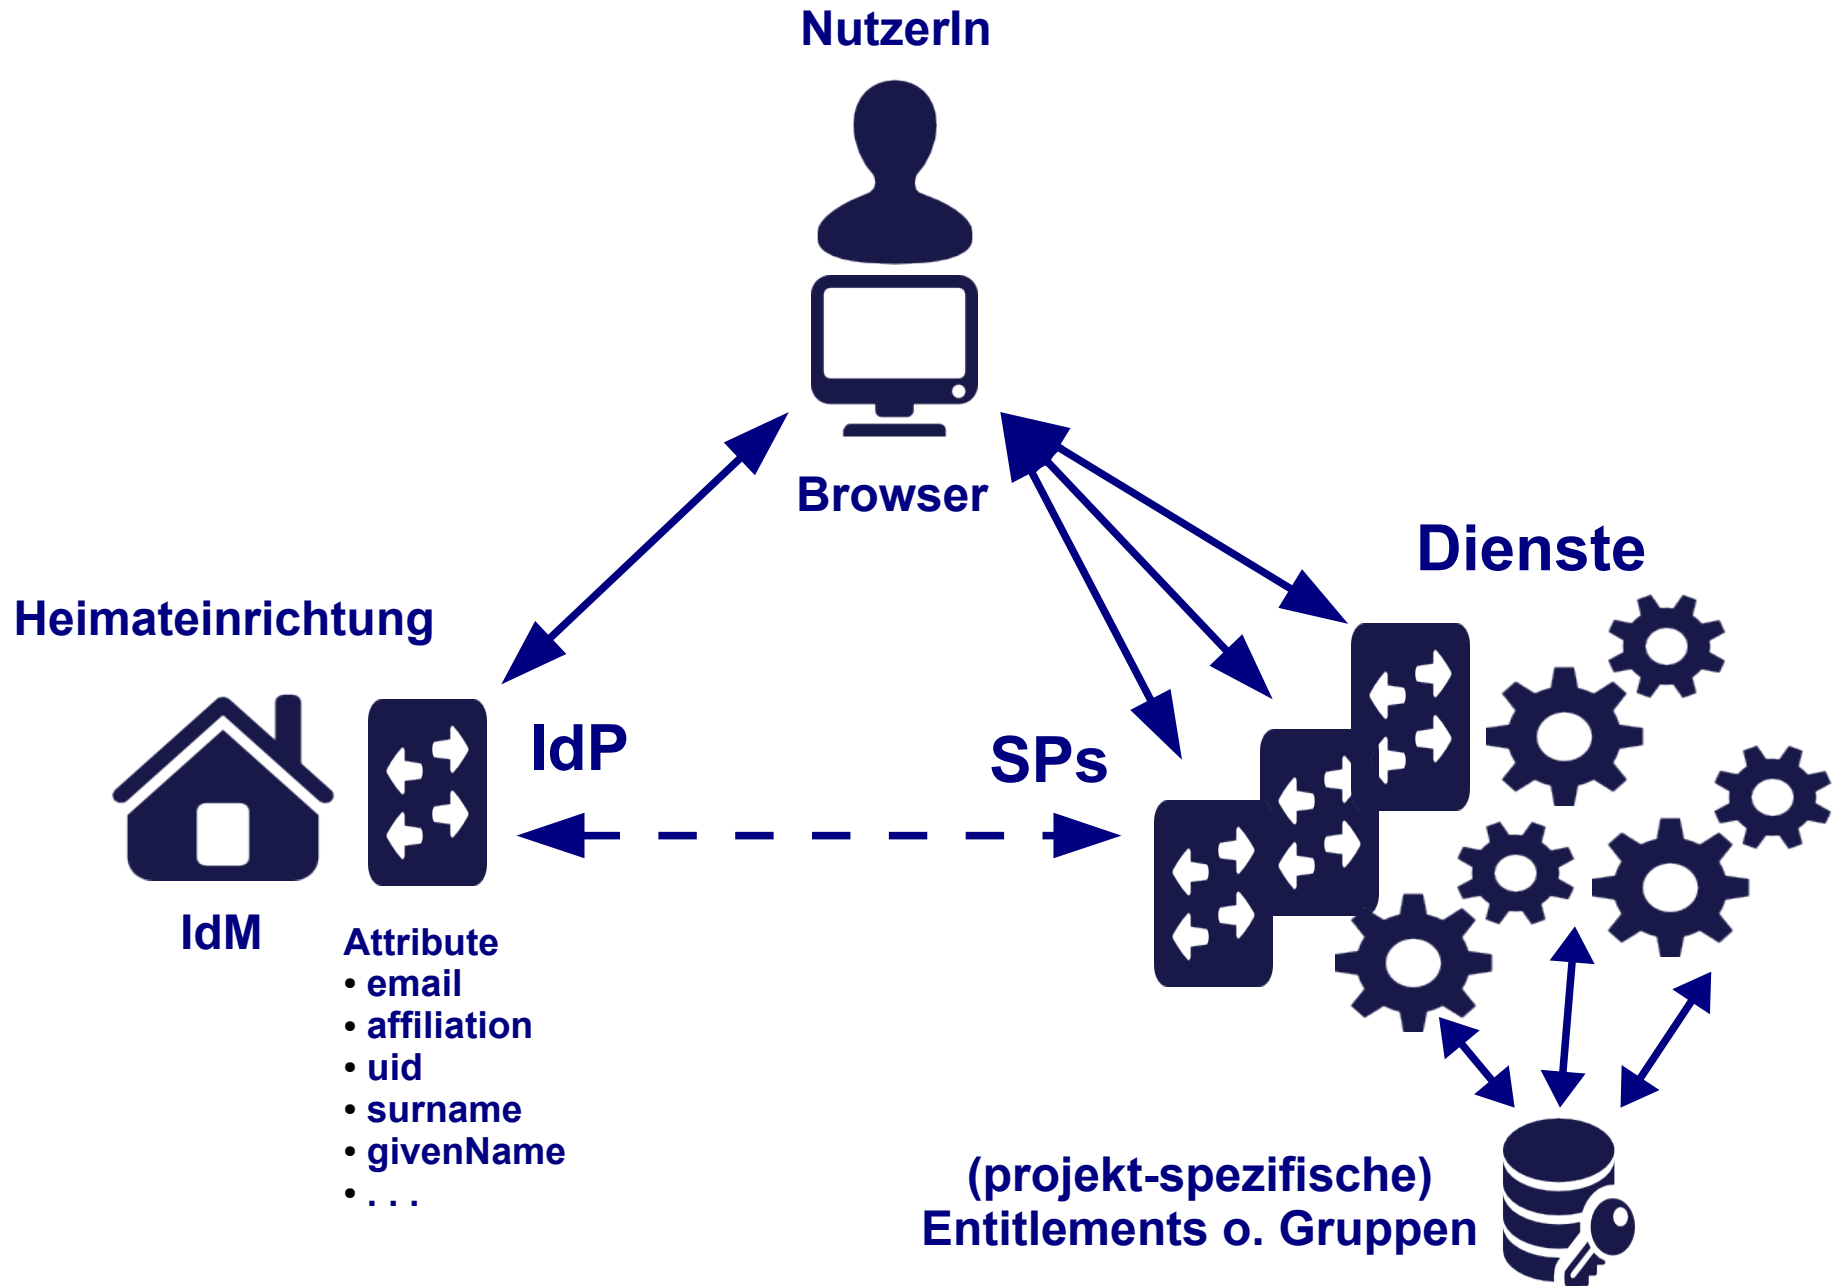 NutzerIn
Browser
Dienste
Heimateinrichtung
IdP
SPs
IdM
Attribute
• email
• affiliation
• uid
• surname
• givenName
• . . .
(projekt-spezifische)
Entitlements o. Gruppen